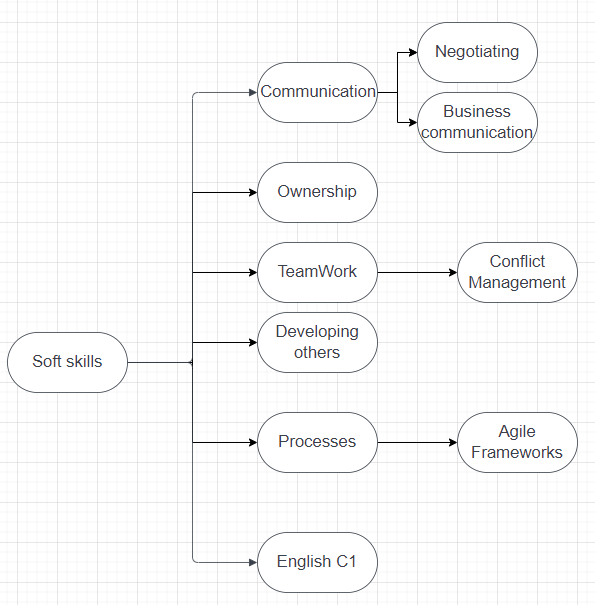 Negotiating
Communication
Business
communication
Ownership
TeamWork
Conflict
Management
Developing
others
Soft skills
Processes
Agile
Frameworks
English C1